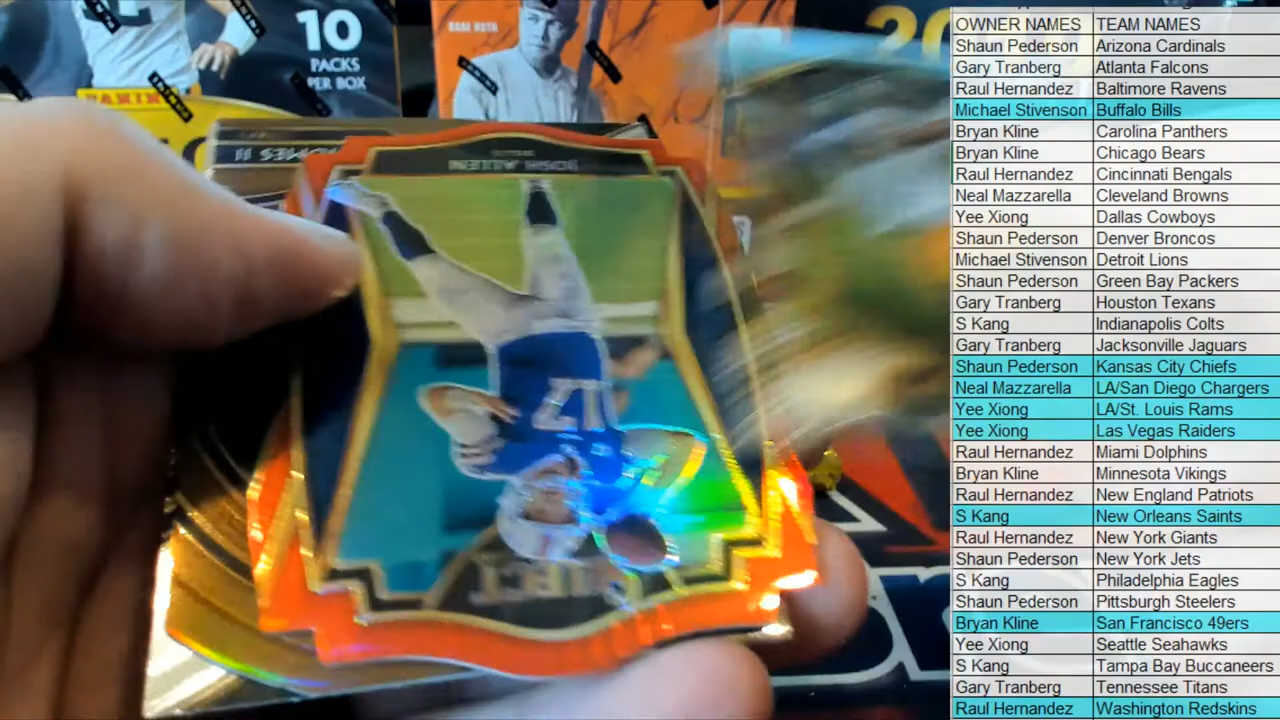 10
PACKS
PER BOX
BABE RUTH
20
PANINI
JOSH ALLEN
17
OWNER NAMES TEAM NAMES
Shaun Pederson Arizona Cardinals
Gary Tranberg Atlanta Falcons
Raul Hernandez Baltimore Ravens
Michael Stivenson Buffalo Bills
Bryan Kline Carolina Panthers
Bryan Kline Chicago Bears
Raul Hernandez Cincinnati Bengals
Neal Mazzarella Cleveland Browns
Yee Xiong Dallas Cowboys
Shaun Pederson Denver Broncos
Michael Stivenson Detroit Lions
Shaun Pederson Green Bay Packers
Gary Tranberg Houston Texans
S Kang Indianapolis Colts
Gary Tranberg Jacksonville Jaguars
Shaun Pederson Kansas City Chiefs
Neal Mazzarella LA/San Diego Chargers
Yee Xiong LA/St. Louis Rams
Yee Xiong Las Vegas Raiders
Raul Hernandez Miami Dolphins
Bryan Kline Minnesota Vikings
Raul Hernandez New England Patriots
S Kang New Orleans Saints
Raul Hernandez New York Giants
Shaun Pederson New York Jets
S Kang Philadelphia Eagles
Shaun Pederson Pittsburgh Steelers
Bryan Kline San Francisco 49ers
Yee Xiong Seattle Seahawks
S Kang Tampa Bay Buccaneers
Gary Tranberg Tennessee Titans
Raul Hernandez Washington Redskins